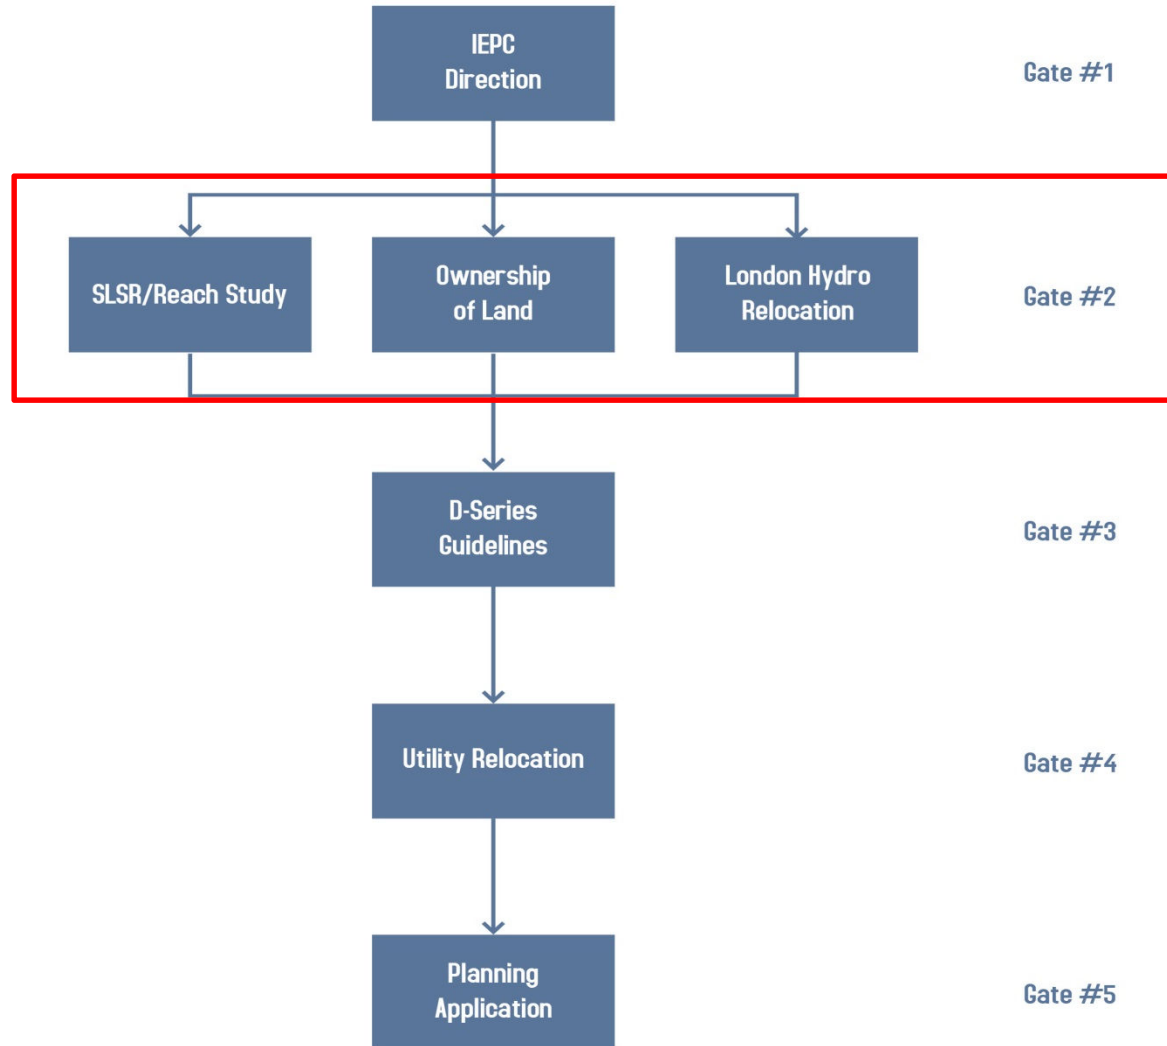 IEPC
Direction
Gate #1
SLSR/Reach Study
Ownership
of Land
London Hydro
Relocation
Gate #2
D-Series
Guidelines
Gate #3
Utility Relocation
Gate #4
Planning
Application
Gate #5